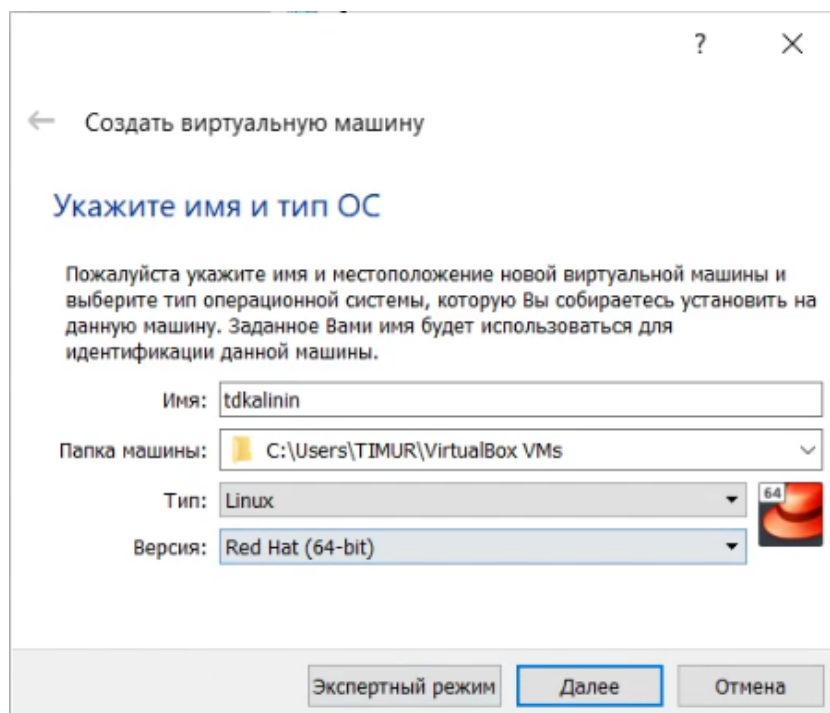 ?
Создать виртуальную машину
Укажите имя и тип ОС
Пожалуйста укажите имя и местоположение новой виртуальной машины и
выберите тип операционной системы, которую Вы собираетесь установить на
данную машину. Заданное Вами имя будет использоваться для
идентификации данной машины.
Имя: tdkalinin
Папка машины: C:\Users\TIMUR\VirtualBox VMs
Тип: Linux
64
Версия: Red Hat (64-bit)
Экспертный режим Далее Отмена